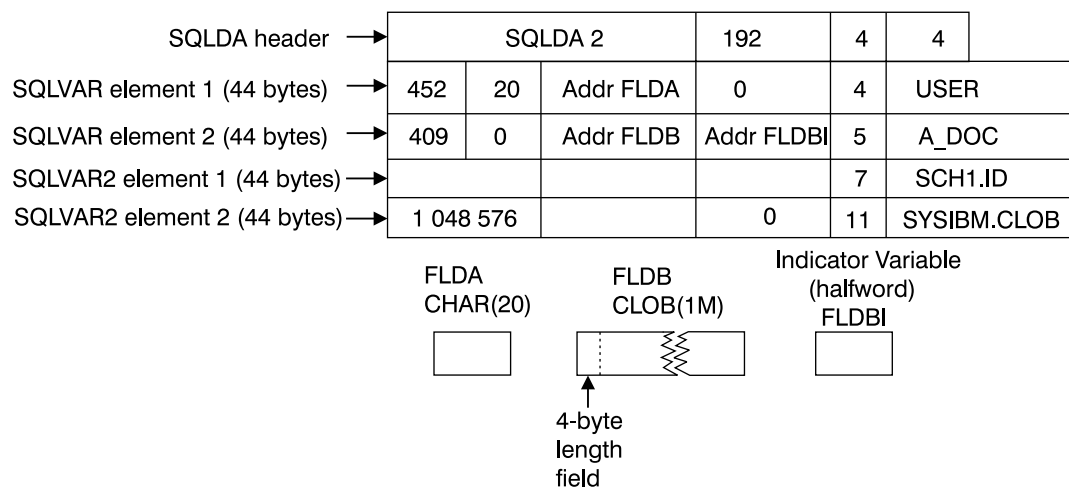 SQLDA header SQLDA 2 192 4 4
SQLVAR element 1 (44 bytes) 452 20 Addr FLDA 0 4 USER
SQLVAR element 2 (44 bytes) 409 0 Addr FLDB Addr FLDBI 5 A_DOC
SQLVAR2 element 1 (44 bytes) 7 SCH1.ID
SQLVAR2 element 2 (44 bytes) 1 048 576 0 11 SYSIBM.CLOB
FLDA
CHAR(20)
FLDB
CLOB(1M)
Indicator Variable
(halfword)
FLDBI
4-byte
length
field